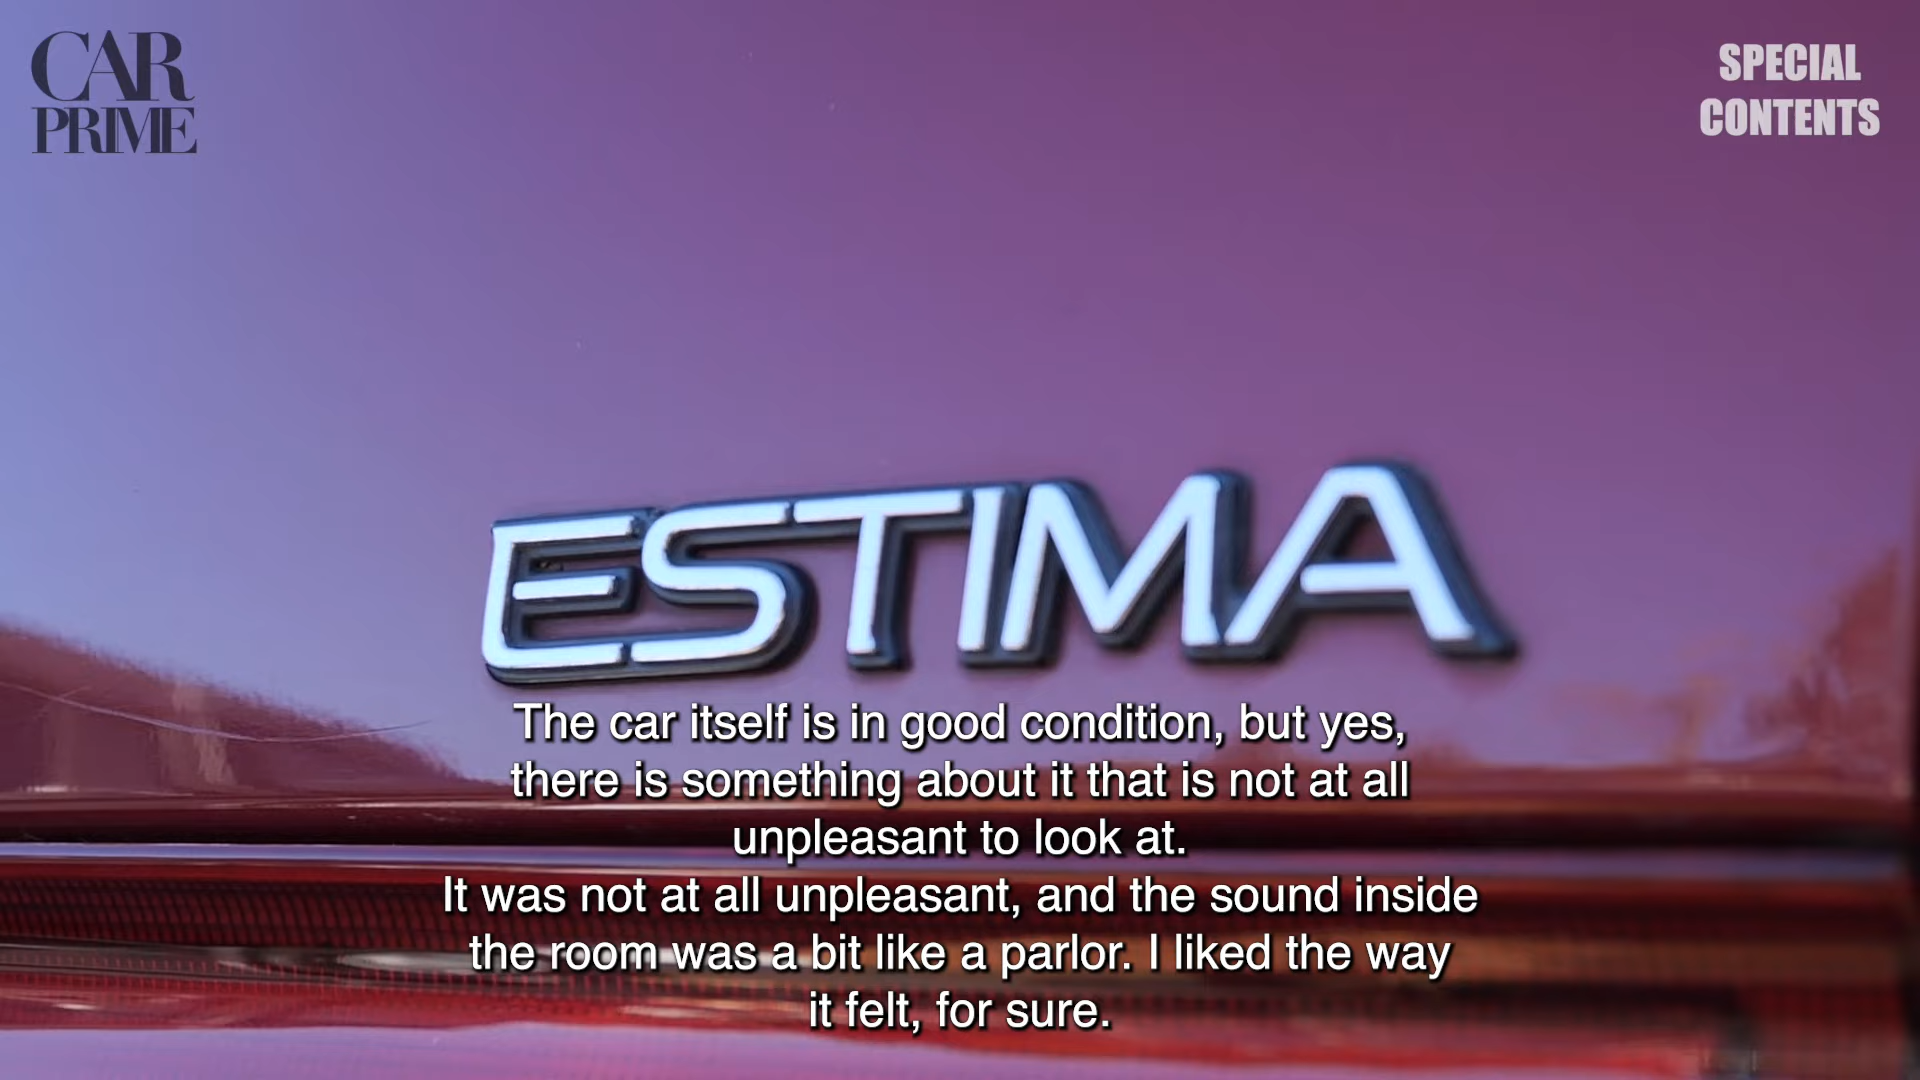 CAR
PRIME
SPECIAL
CONTENTS
ESTIMA
The car itself is in good condition, but yes,
there is something about it that is not at all
unpleasant to look at.
It was not at all unpleasant, and the sound inside
the room was a bit like a parlor. I liked the way
it felt, for sure.